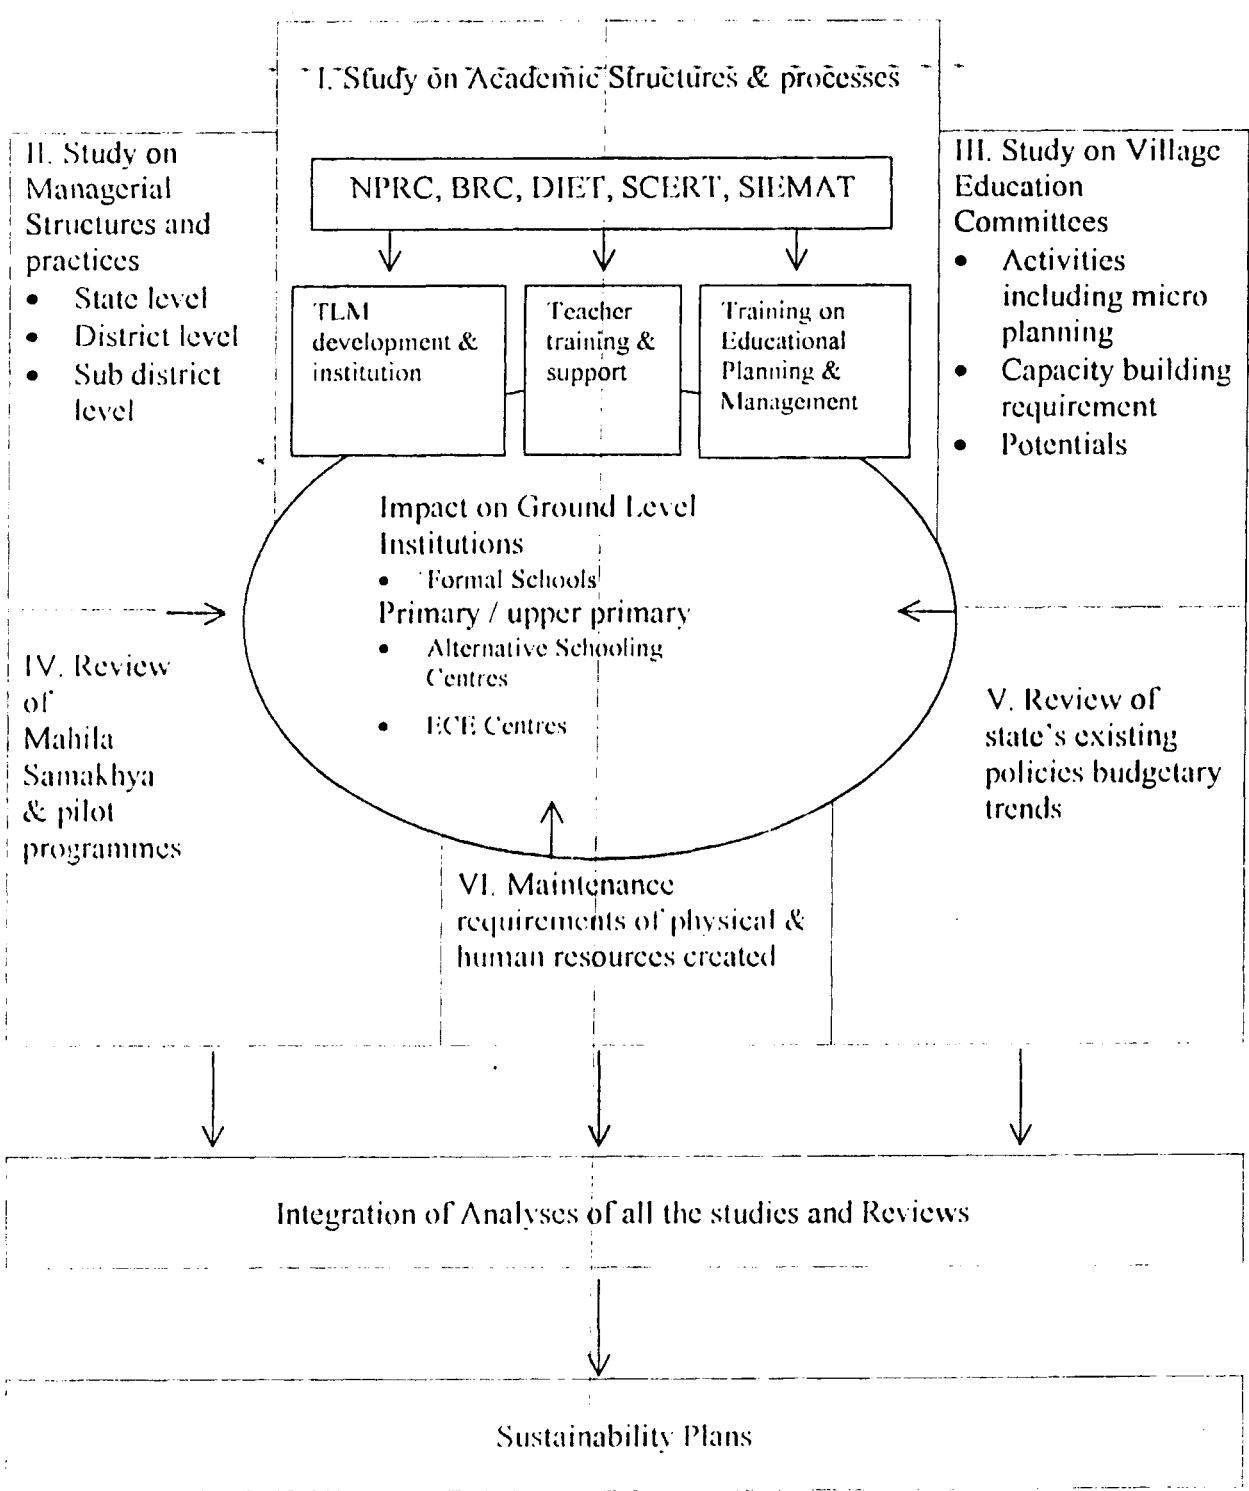 I. Study on Academic Structures & processes
II. Study on
Managerial
Structures and
practices
• State level
• District level
• Sub district
level
NPRC, BRC, DIET, SCERT, SIEMAT
TLM
development &
institution
Teacher
training &
support
Training on
Educational
Planning &
Management
III. Study on Village
Education
Committees
• Activities
including micro
planning
• Capacity building
requirement
• Potentials
Impact on Ground Level
Institutions
• Formal Schools
Primary / upper primary
• Alternative Schooling
Centres
• ECE Centres
IV. Review
of
Mahila
Samakhya
& pilot
programmes
V. Review of
state's existing
policies budgetary
trends
VI. Maintenance
requirements of physical &
human resources created
Integration of Analyses of all the studies and Reviews
Sustainability Plans